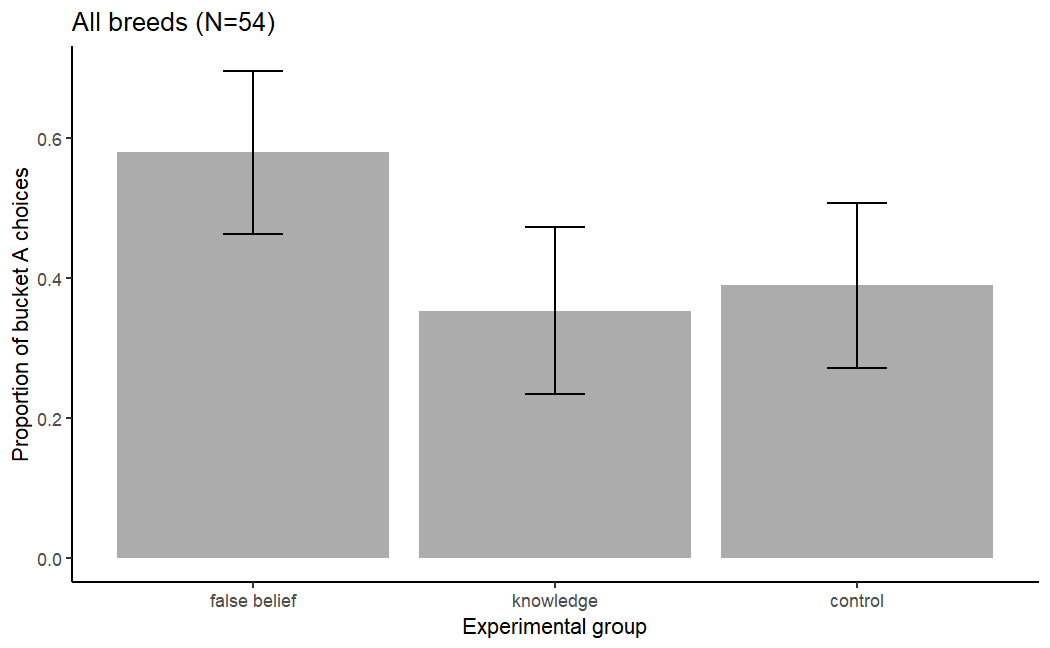 All breeds (N=54)
Proportion of bucket A choices
0.6
0.4
0.2
0.0
false belief
knowledge
control
Experimental group